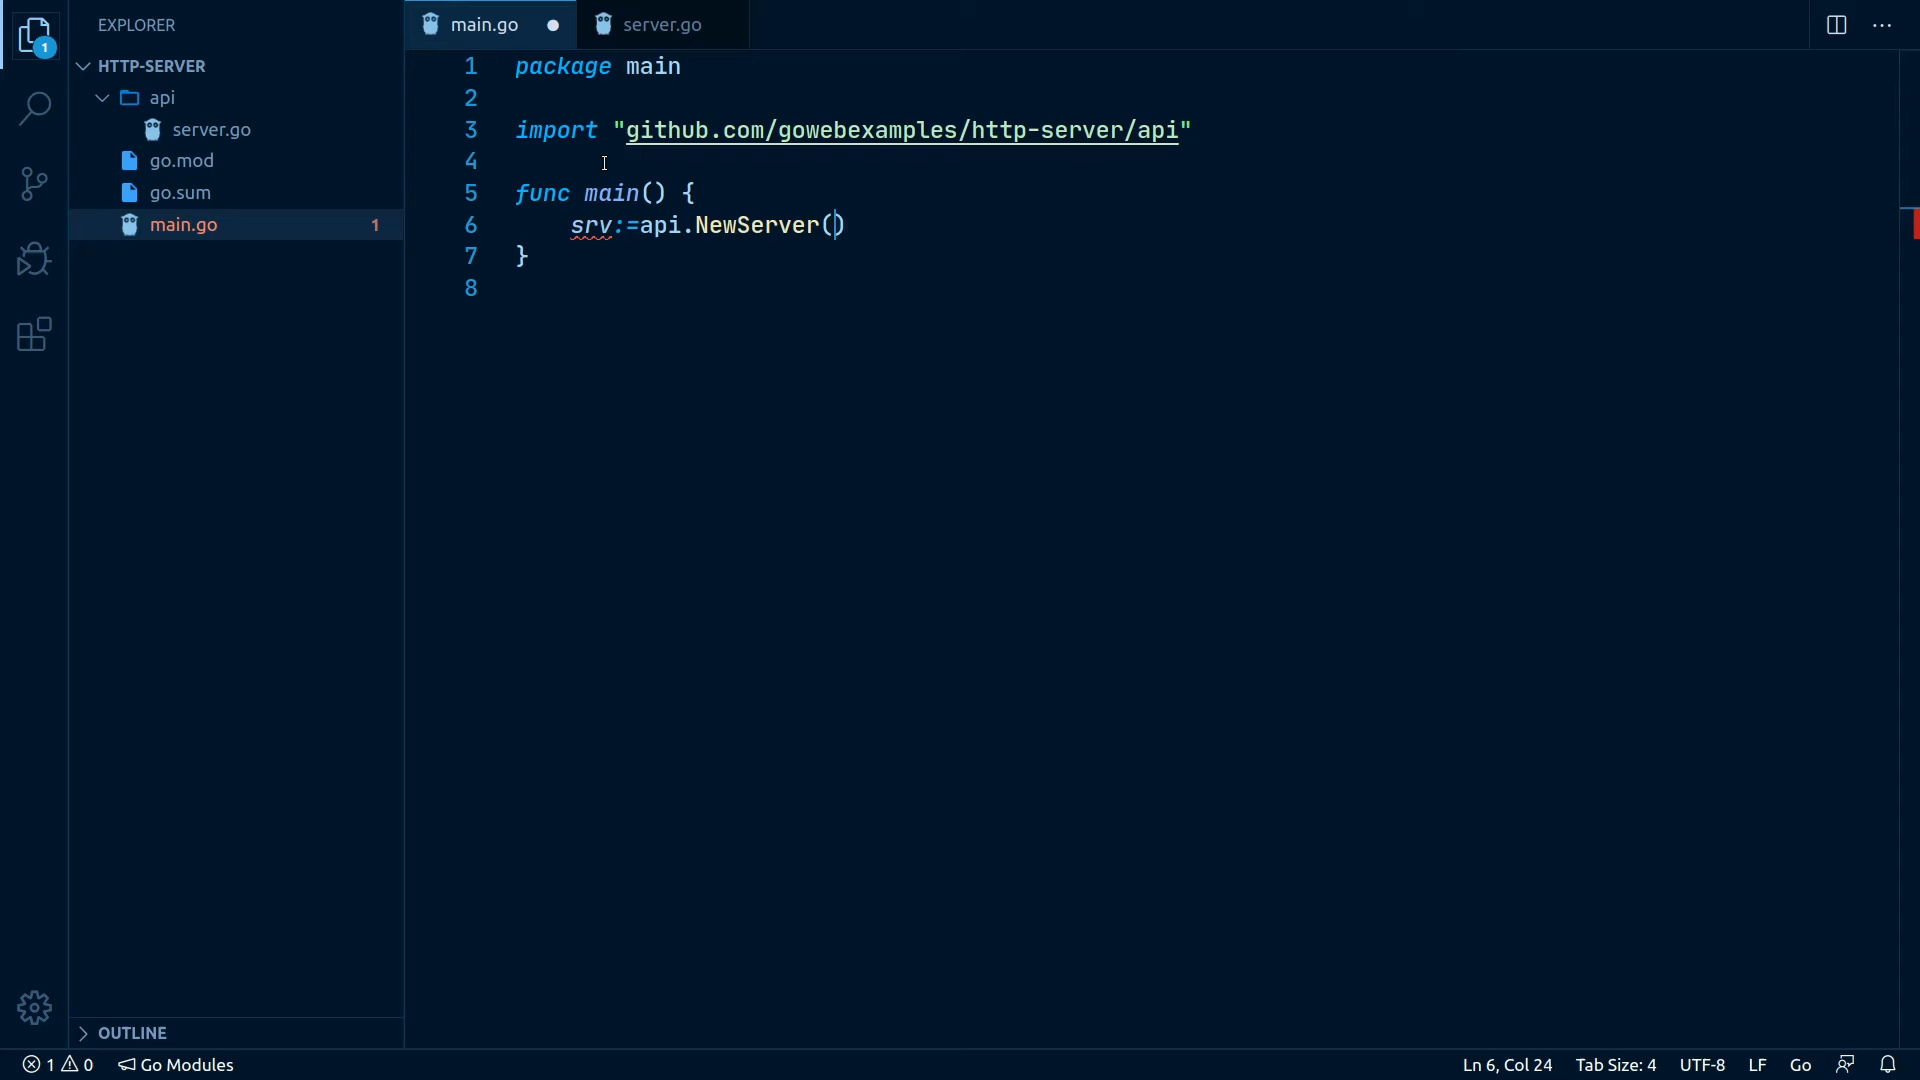 EXPLORER
main.go
server.go
HTTP-SERVER
api
server.go
go.mod
go.sum
main.go 1
1
1 package main
2
3 import "github.com/gowebexamples/http-server/api"
4
5 func main() {
6 srv:=api.NewServer()
7 }
8
OUTLINE
1 0 Go Modules Ln 6, Col 24 Tab Size: 4 UTF-8 LF Go